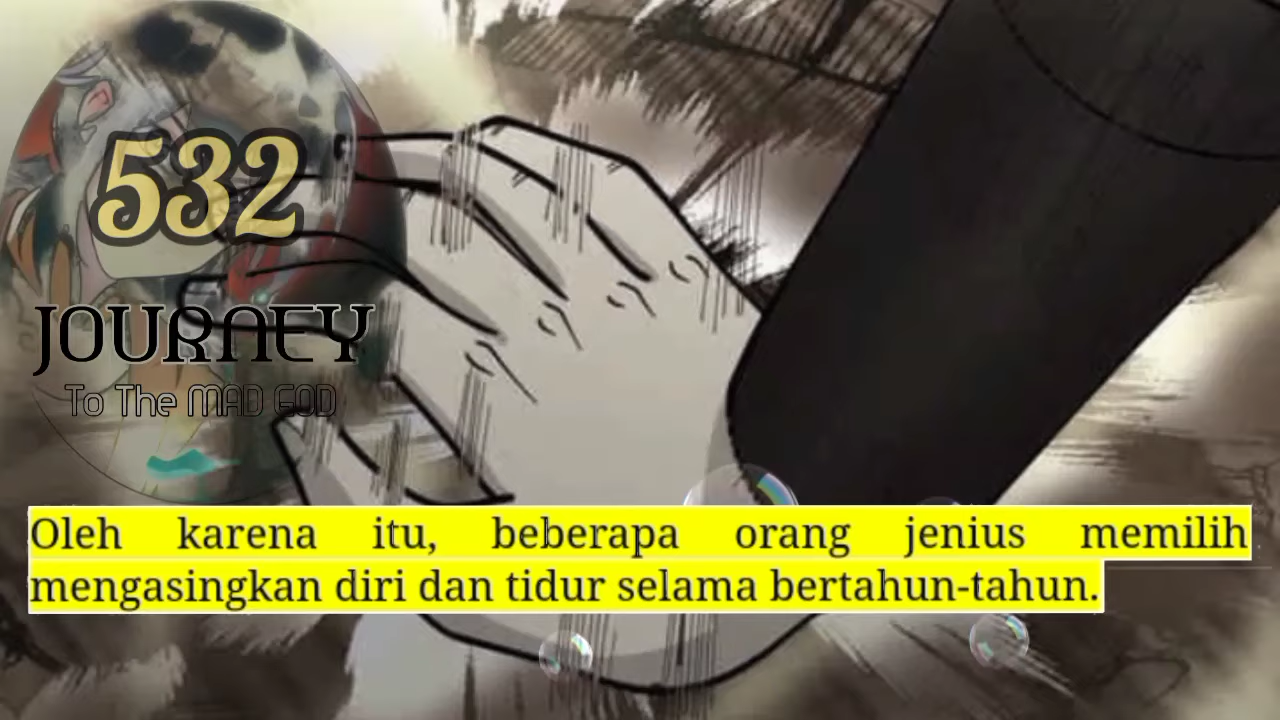 532
JOURNEY
To The MAD GOD
Oleh karena itu, beberapa orang jenius memilih
mengasingkan diri dan tidur selama bertahun-tahun.